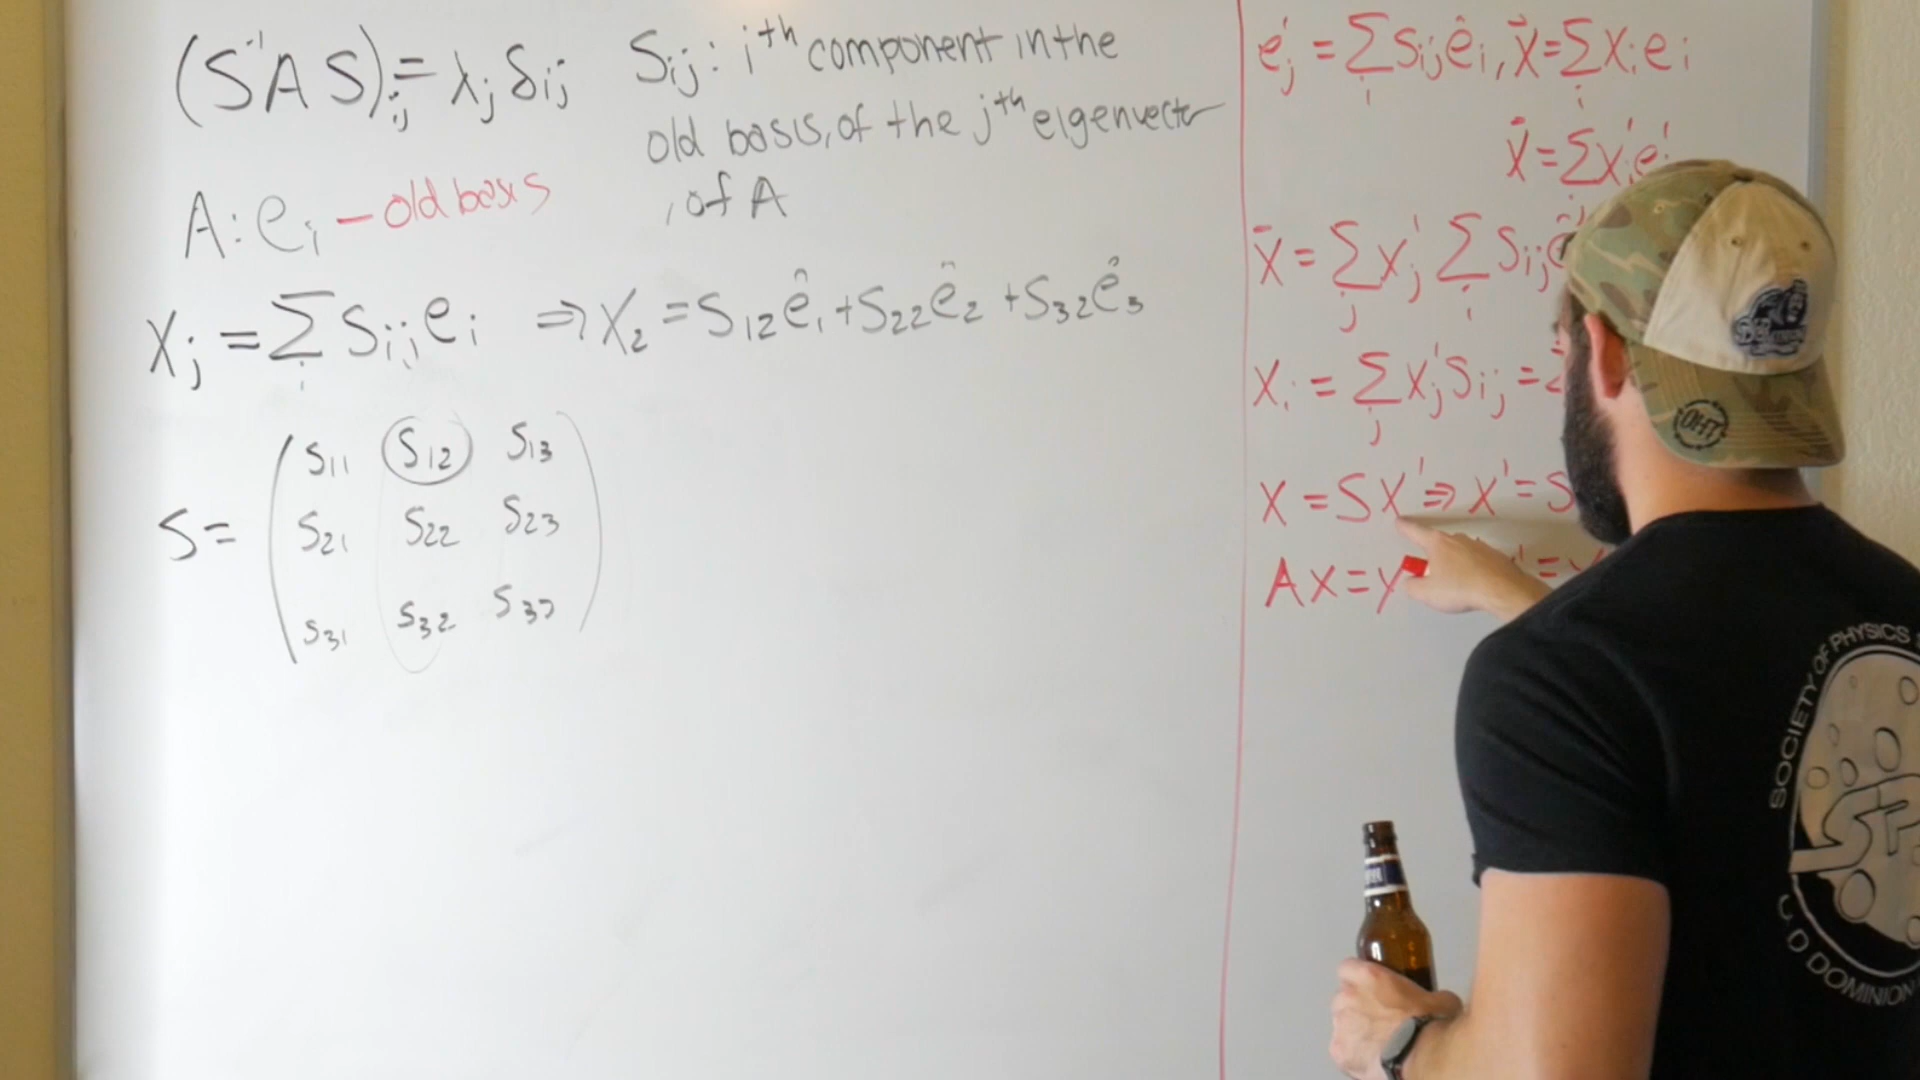 (S⁻¹AS)ᵢⱼ = λⱼ δᵢⱼ
Sᵢⱼ: iᵗʰ component in the
old basis, of the jᵗʰ eigenvector
, of A
A: eᵢ — old basis
Xⱼ = Σᵢ Sᵢⱼ eᵢ ⇒ X₂ = S₁₂ê₁ + S₂₂ê₂ + S₃₂ê₃
S = ( S₁₁ S₁₂ S₁₃
S₂₁ S₂₂ S₂₃
S₃₁ S₃₂ S₃₃ )
e'ⱼ = Σᵢ Sᵢⱼ êᵢ, x̄ = Σᵢ Xᵢ eᵢ
x̄ = Σ X'ᵢ e'ᵢ
x̄ = Σⱼ X'ⱼ Σᵢ Sᵢⱼ
Xᵢ = Σⱼ X'ⱼ Sᵢⱼ =
X = SX' ⇒ X' = S
AX = y
OHT
SOCIETY OF PHYSICS
SPS
DOMINION